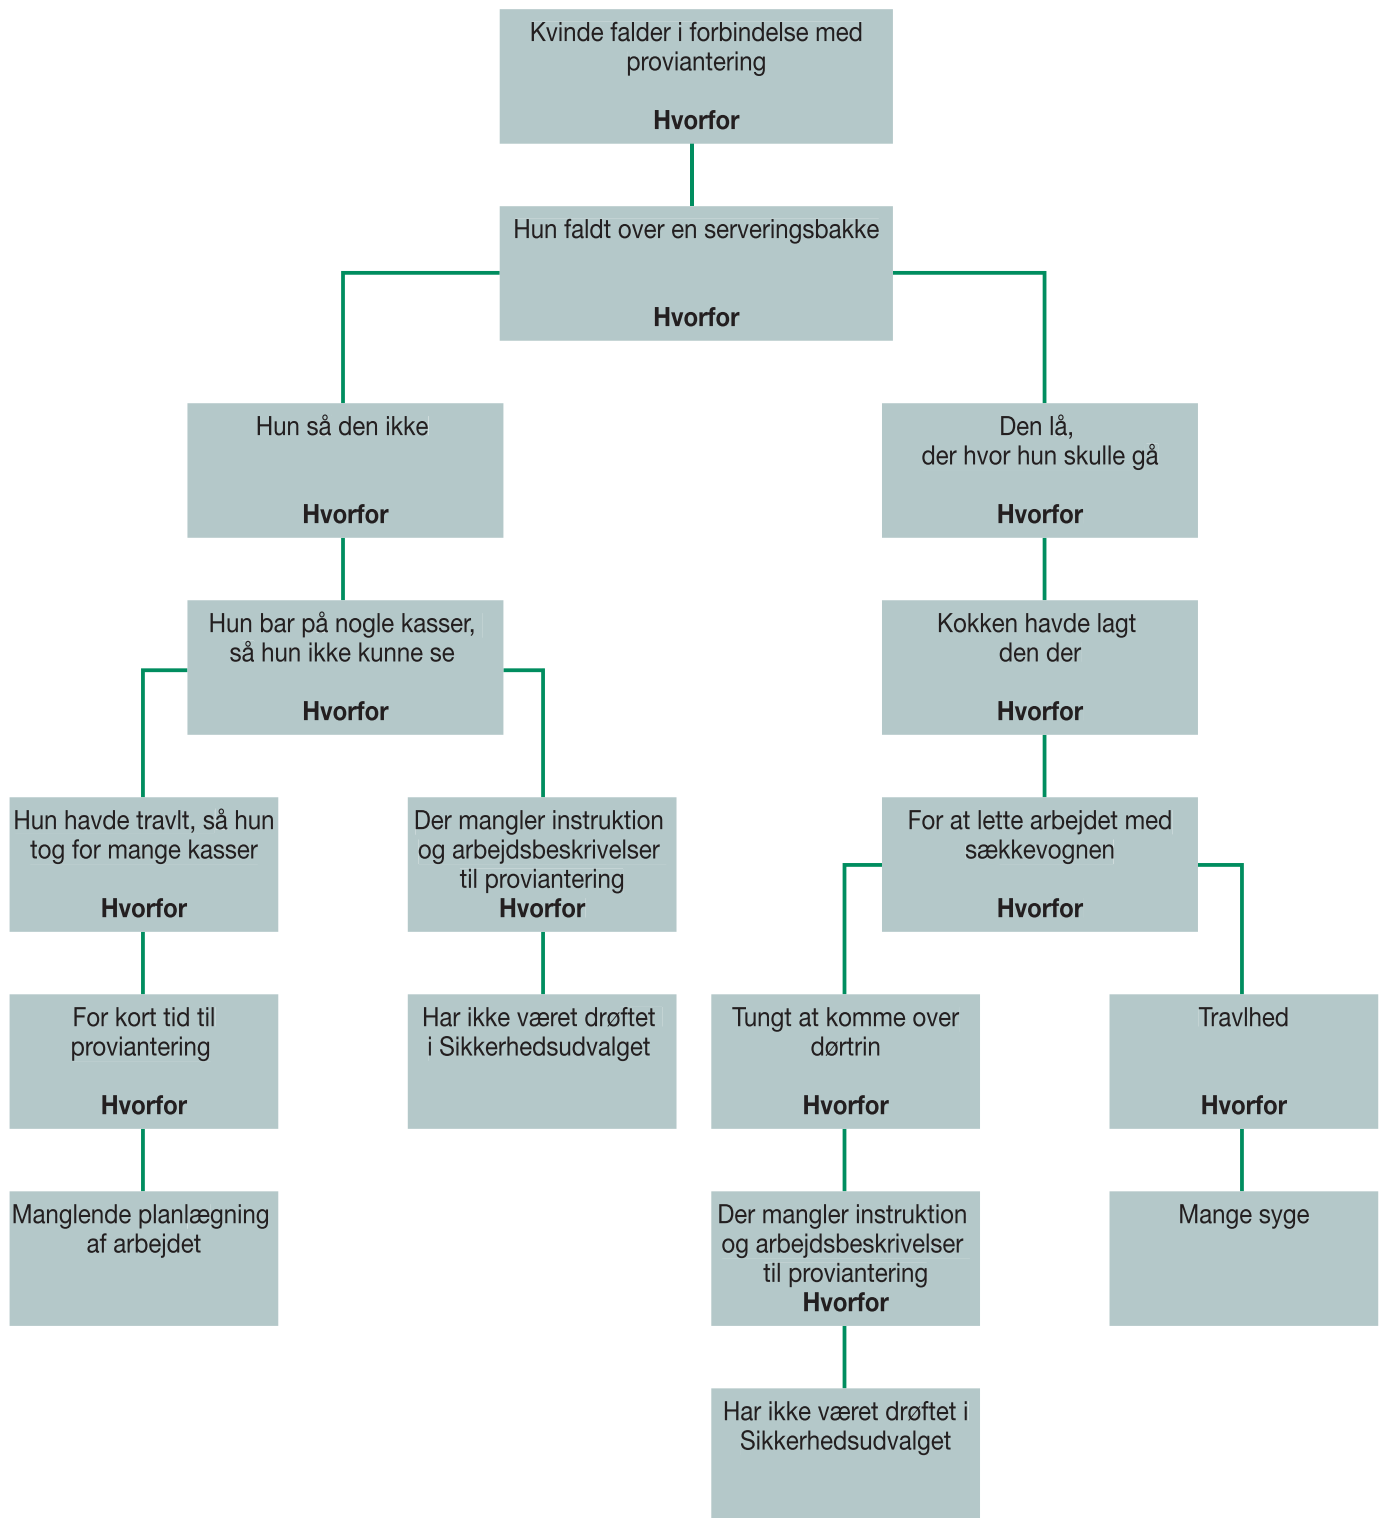 Kvinde falder i forbindelse med
proviantering
Hvorfor
Hun faldt over en serveringsbakke
Hvorfor
Hun så den ikke
Hvorfor
Den lå,
der hvor hun skulle gå
Hvorfor
Hun bar på nogle kasser,
så hun ikke kunne se
Hvorfor
Kokken havde lagt
den der
Hvorfor
Hun havde travlt, så hun
tog for mange kasser
Hvorfor
Der mangler instruktion
og arbejdsbeskrivelser
til proviantering
Hvorfor
For at lette arbejdet med
sækkevognen
Hvorfor
For kort tid til
proviantering
Hvorfor
Har ikke været drøftet
i Sikkerhedsudvalget
Tungt at komme over
dørtrin
Hvorfor
Travlhed
Hvorfor
Manglende planlægning
af arbejdet
Der mangler instruktion
og arbejdsbeskrivelser
til proviantering
Hvorfor
Mange syge
Har ikke været drøftet i
Sikkerhedsudvalget